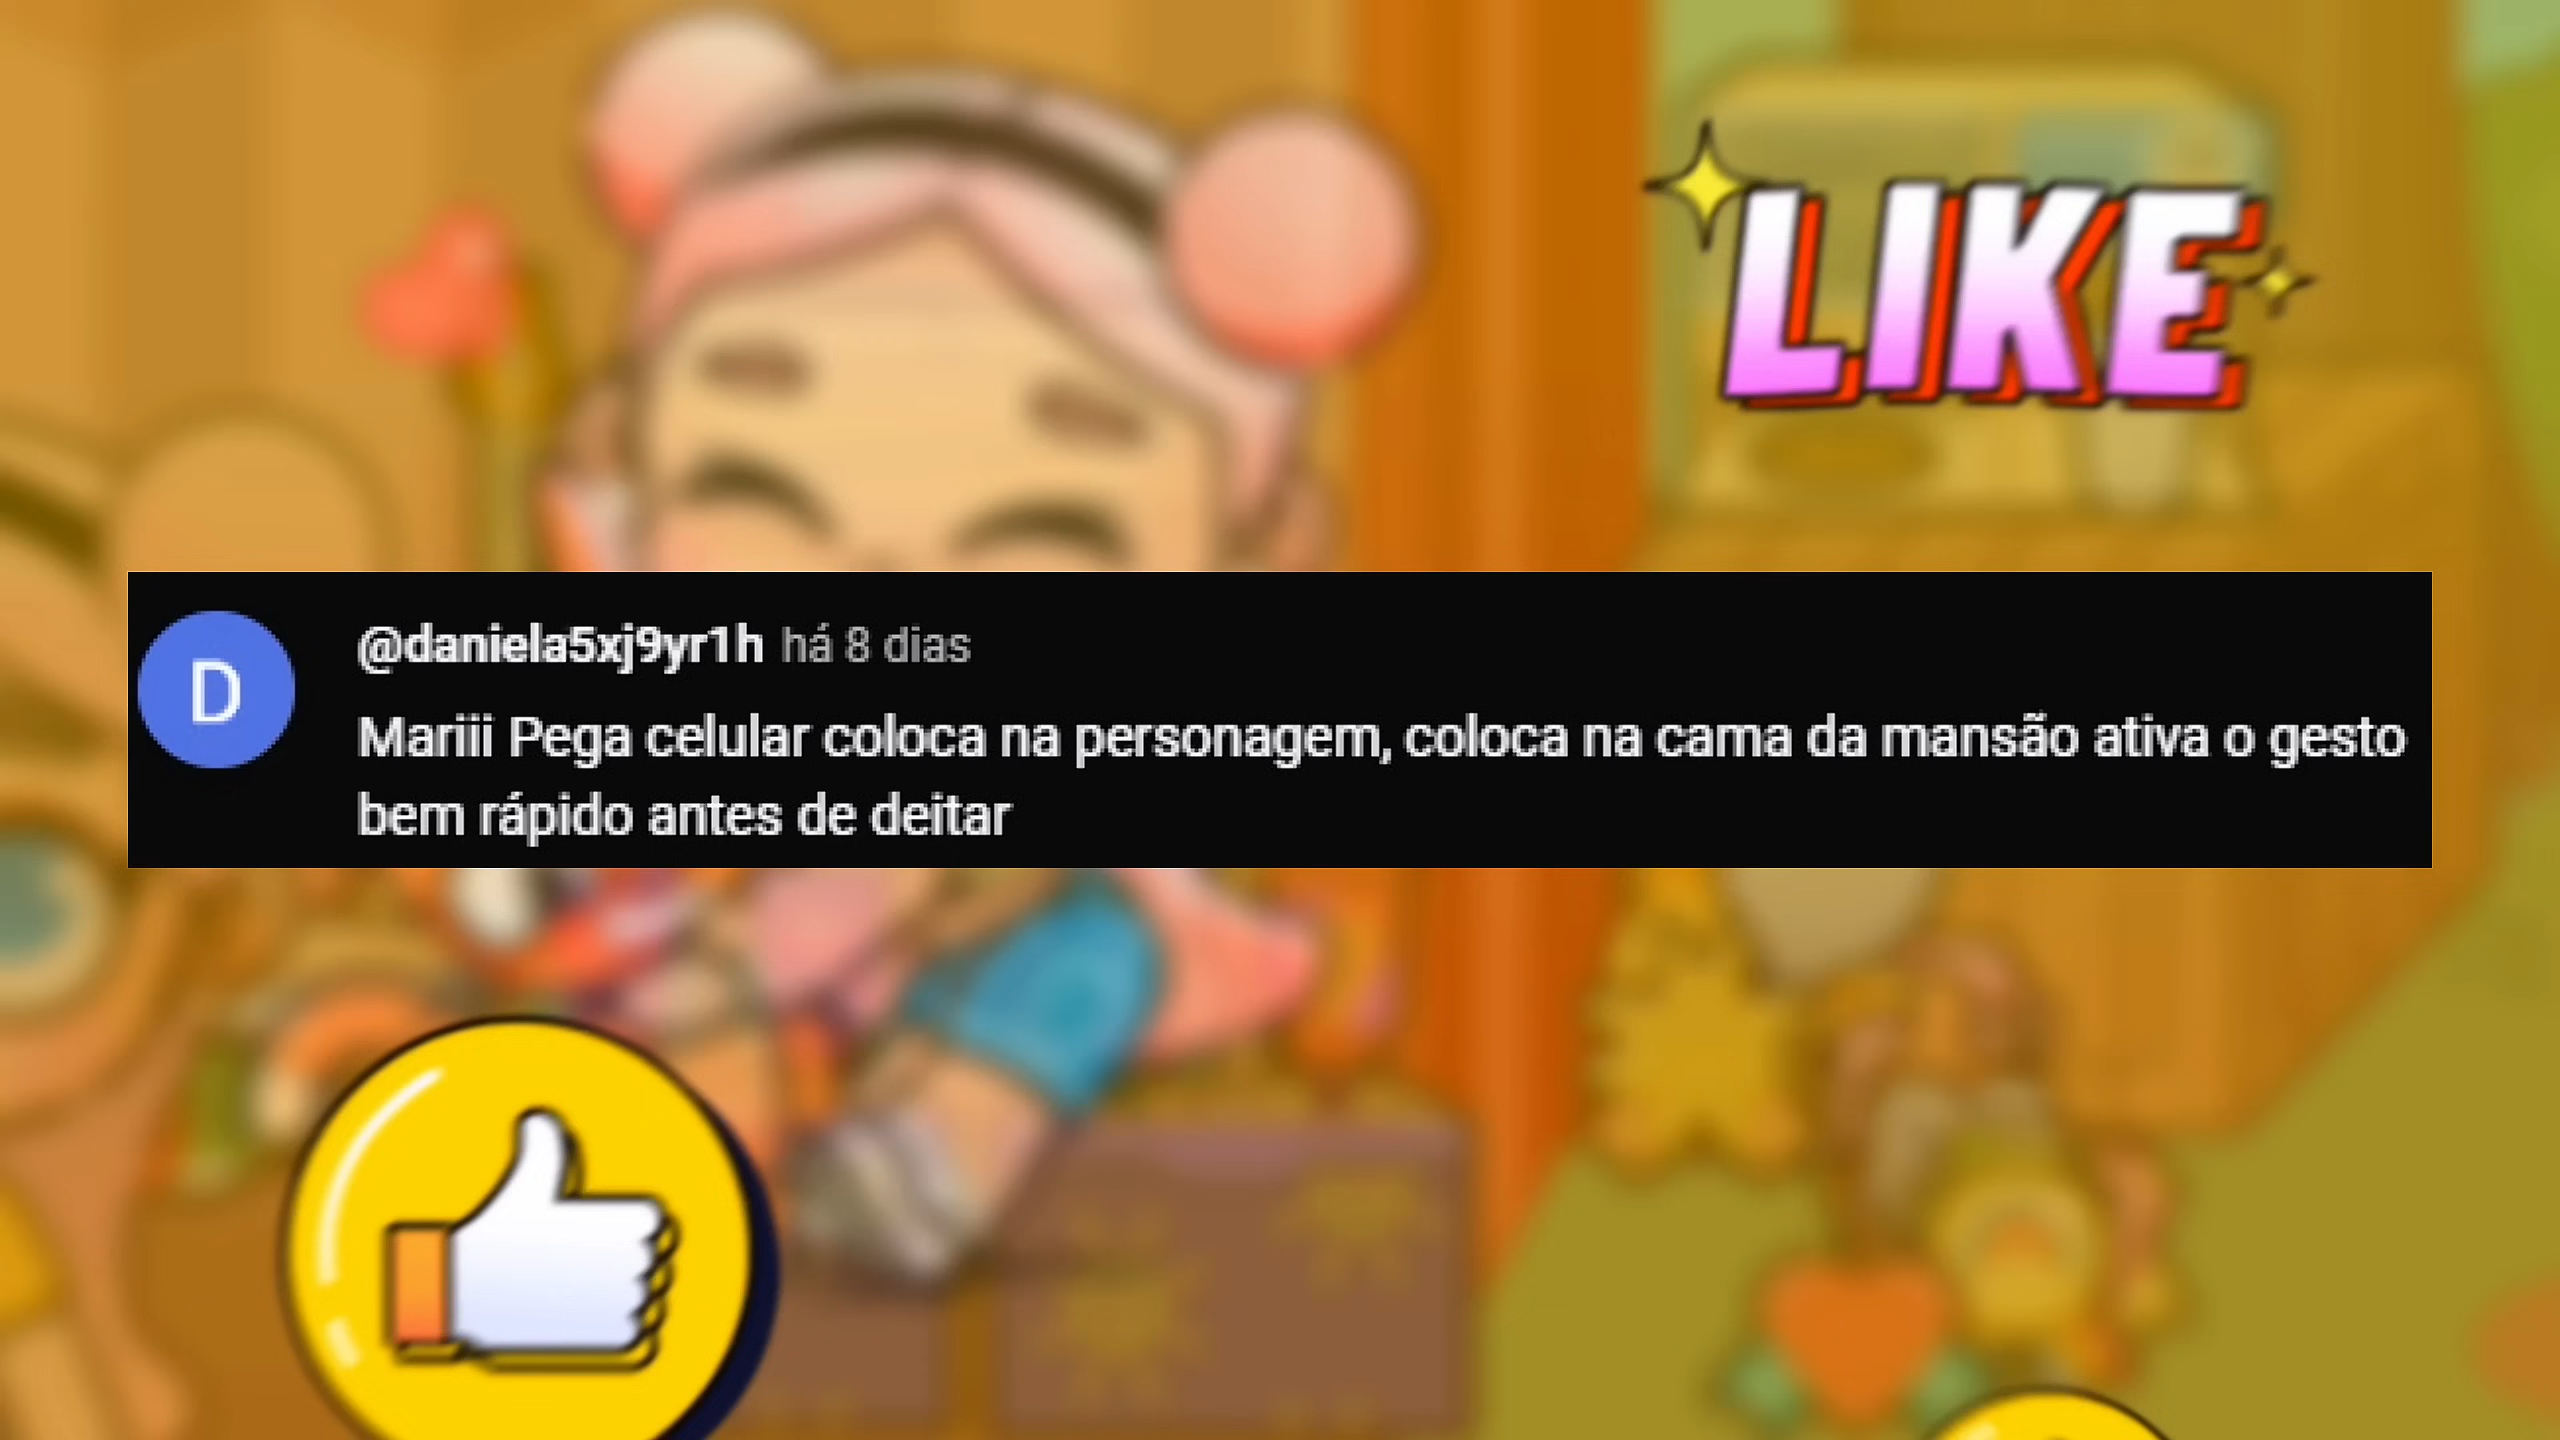 LIKE
D
@daniela5xj9yr1h há 8 dias
Mariii Pega celular coloca na personagem, coloca na cama da mansão ativa o gesto
bem rápido antes de deitar